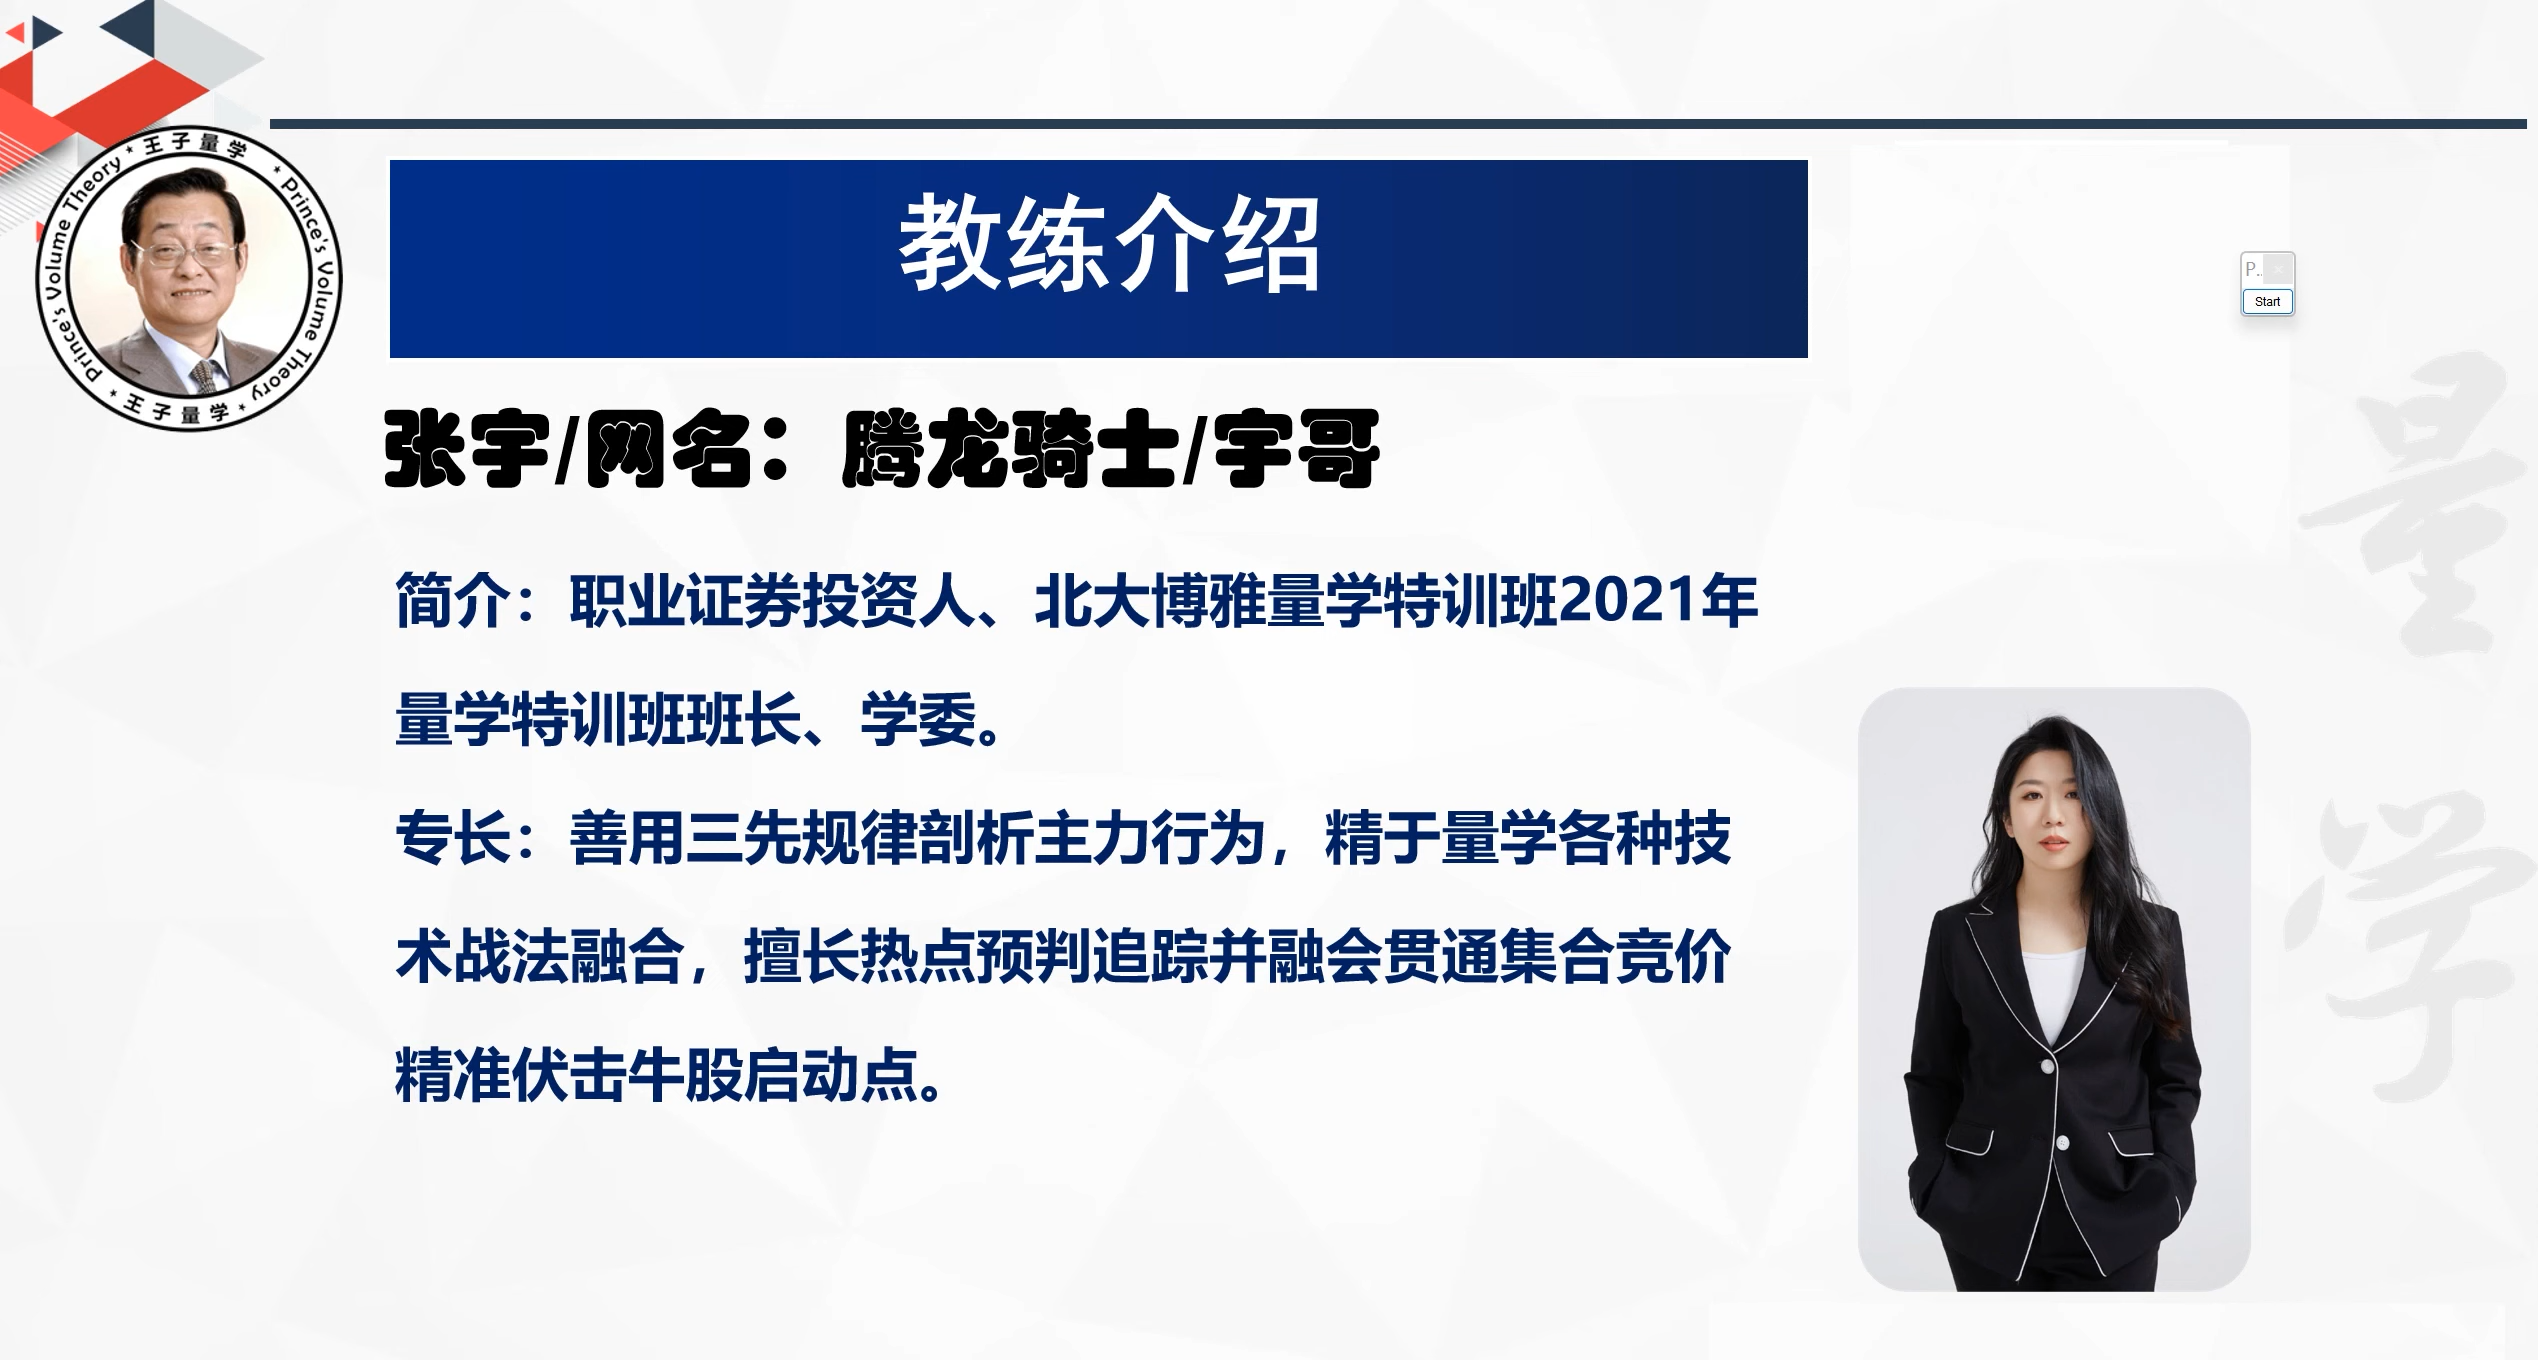 王子量学
Prince's Volume Theory
王子量学
Prince's Volume Theory
教练介绍
P..
Start
张宇/网名：腾龙骑士/宇哥
简介：职业证券投资人、北大博雅量学特训班2021年
量学特训班班长、学委。
专长：善用三先规律剖析主力行为，精于量学各种技
术战法融合，擅长热点预判追踪并融会贯通集合竞价
精准伏击牛股启动点。
量
学